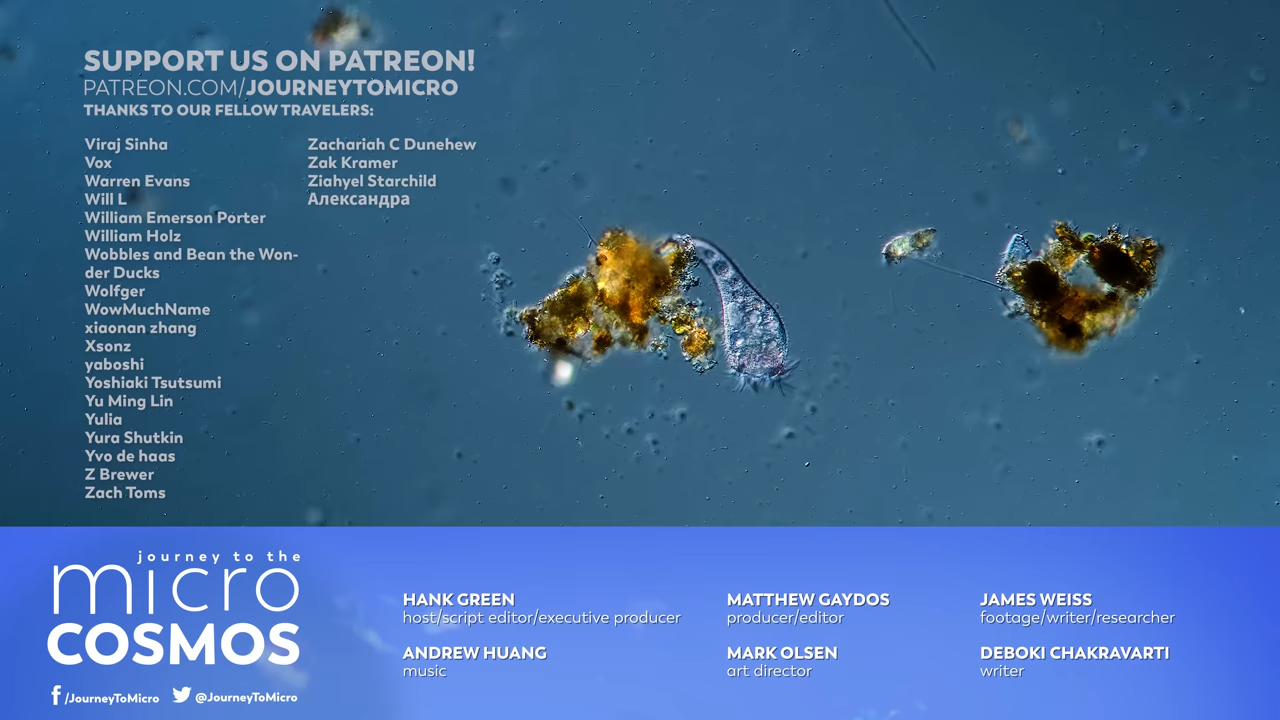 SUPPORT US ON PATREON!
PATREON.COM/JOURNEYTOMICRO
THANKS TO OUR FELLOW TRAVELERS:
Viraj Sinha
Vox
Warren Evans
Will L
William Emerson Porter
William Holz
Wobbles and Bean the Won-
der Ducks
Wolfger
WowMuchName
xiaonan zhang
Xsonz
yaboshi
Yoshiaki Tsutsumi
Yu Ming Lin
Yulia
Yura Shutkin
Yvo de haas
Z Brewer
Zach Toms
Zachariah C Dunehew
Zak Kramer
Ziahyel Starchild
Александра
journey to the
micro
COSMOS
f /JourneyToMicro
@JourneyToMicro
HANK GREEN
host/script editor/executive producer
ANDREW HUANG
music
MATTHEW GAYDOS
producer/editor
MARK OLSEN
art director
JAMES WEISS
footage/writer/researcher
DEBOKI CHAKRAVARTI
writer